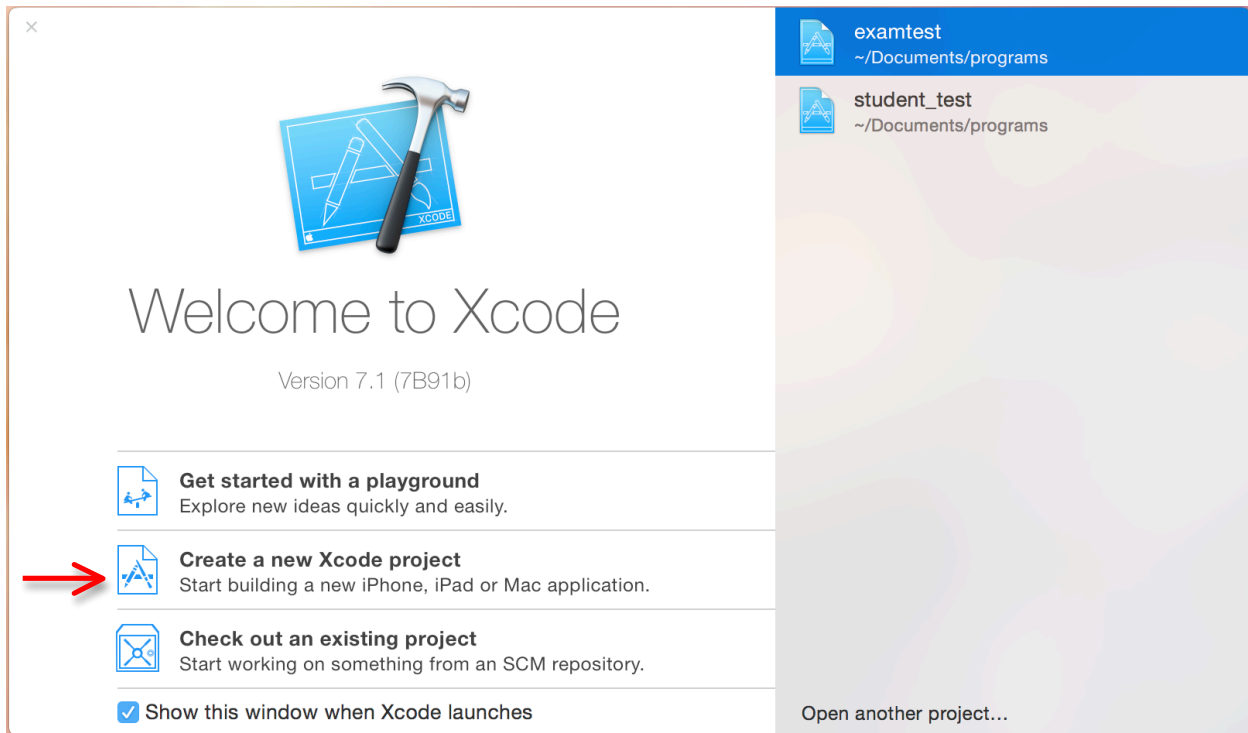 XCODE
Welcome to Xcode
Version 7.1 (7B91b)
Get started with a playground
Explore new ideas quickly and easily.
Create a new Xcode project
Start building a new iPhone, iPad or Mac application.
Check out an existing project
Start working on something from an SCM repository.
Show this window when Xcode launches
examtest
~/Documents/programs
student_test
~/Documents/programs
Open another project...